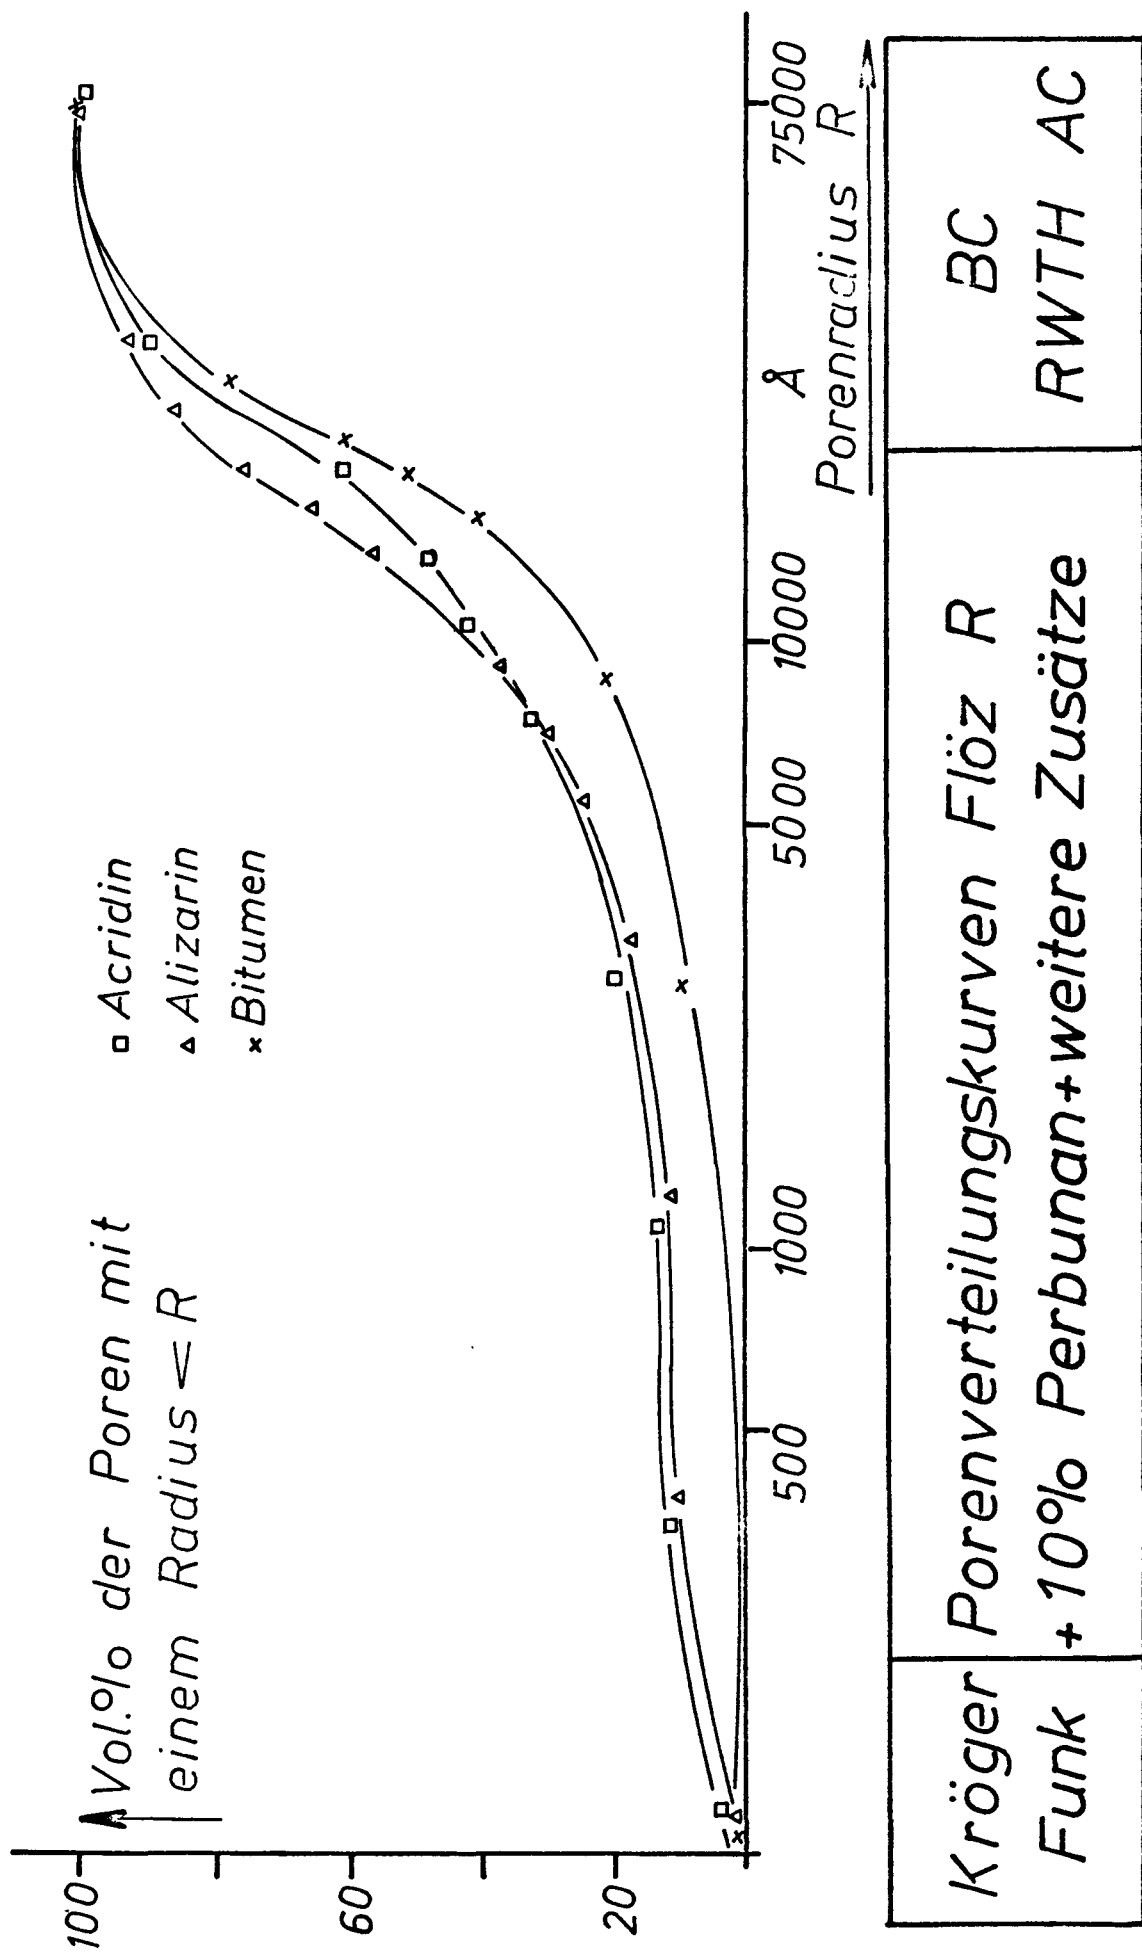 Vol.% der Poren mit
einem Radius < R
□ Acridin
▵ Alizarin
× Bitumen
100
60
20
500
1000
5000
10000
Å
75000
Porenradius R
Kröger
Funk
Porenverteilungskurven Flöz R
+10% Perbunan+weitere Zusätze
BC
RWTH AC